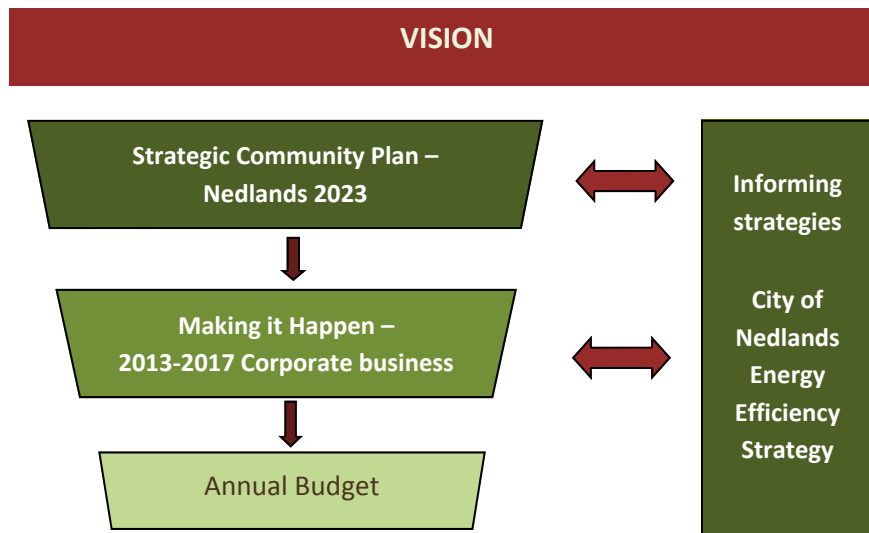 VISION
Strategic Community Plan –
Nedlands 2023
Making it Happen –
2013-2017 Corporate business
Annual Budget
Informing
strategies
City of
Nedlands
Energy
Efficiency
Strategy